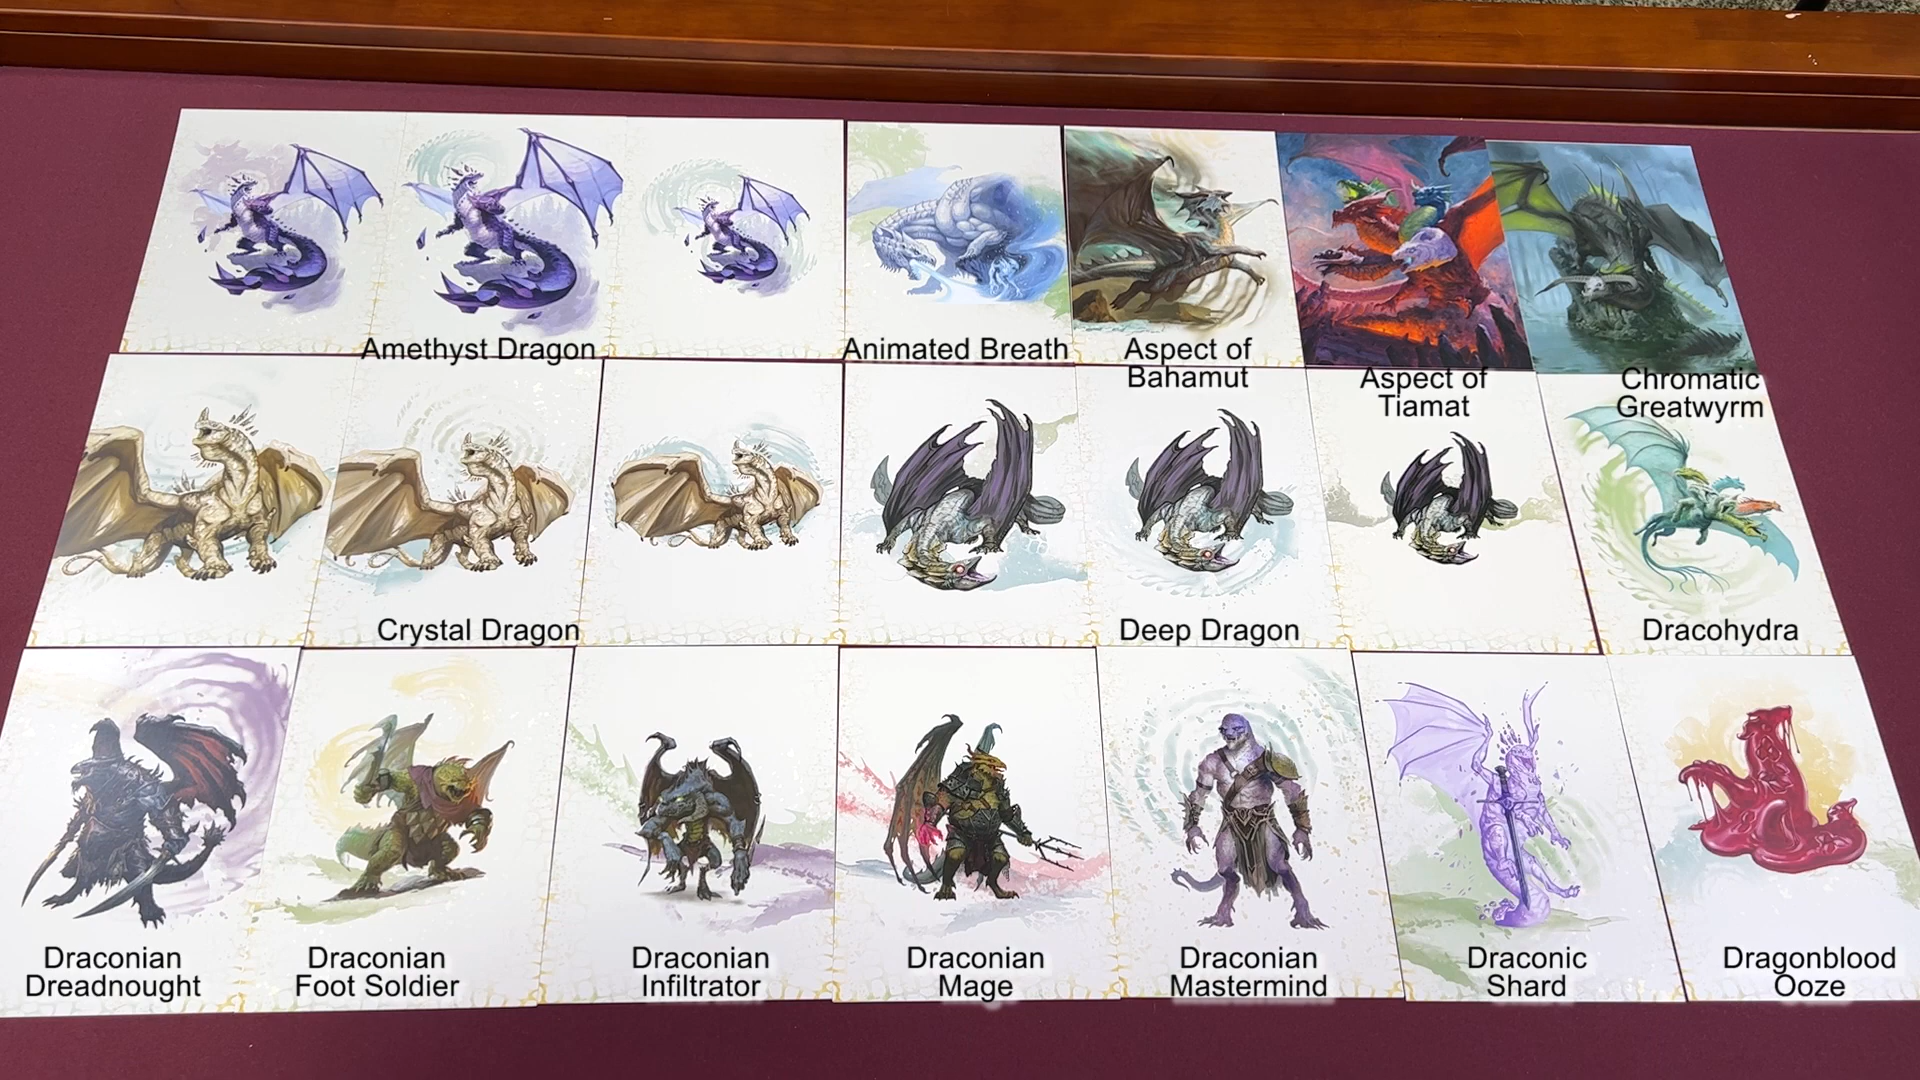 Amethyst Dragon
Animated Breath
Aspect of
Bahamut
Aspect of
Tiamat
Chromatic
Greatwyrm
Crystal Dragon
Deep Dragon
Dracohydra
Draconian
Dreadnought
Draconian
Foot Soldier
Draconian
Infiltrator
Draconian
Mage
Draconian
Mastermind
Draconic
Shard
Dragonblood
Ooze